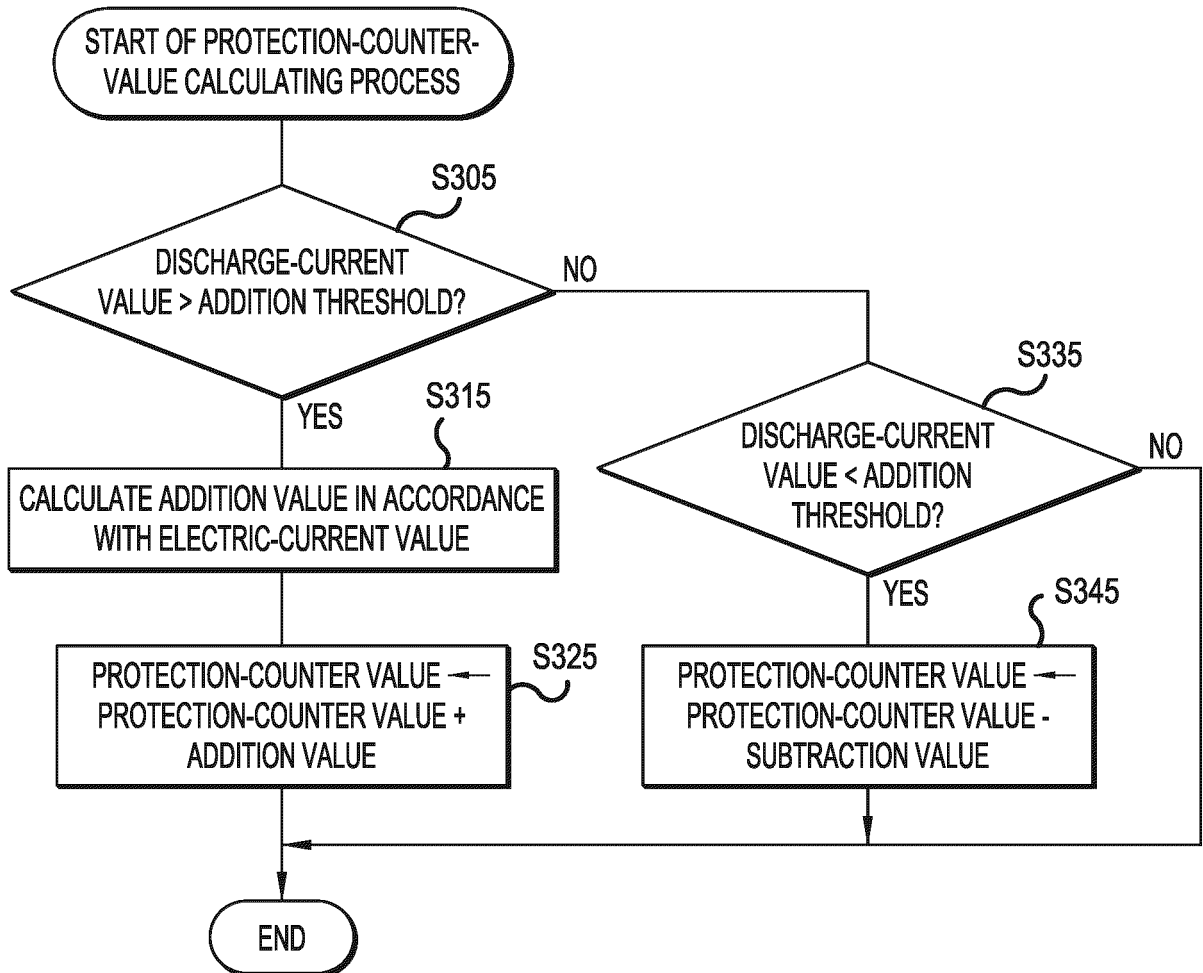 START OF PROTECTION-COUNTER-
VALUE CALCULATING PROCESS
S305
DISCHARGE-CURRENT
VALUE > ADDITION THRESHOLD?
NO
YES
S315
CALCULATE ADDITION VALUE IN ACCORDANCE
WITH ELECTRIC-CURRENT VALUE
S325
PROTECTION-COUNTER VALUE ←
PROTECTION-COUNTER VALUE +
ADDITION VALUE
S335
DISCHARGE-CURRENT
VALUE < ADDITION
THRESHOLD?
NO
YES
S345
PROTECTION-COUNTER VALUE ←
PROTECTION-COUNTER VALUE -
SUBTRACTION VALUE
END